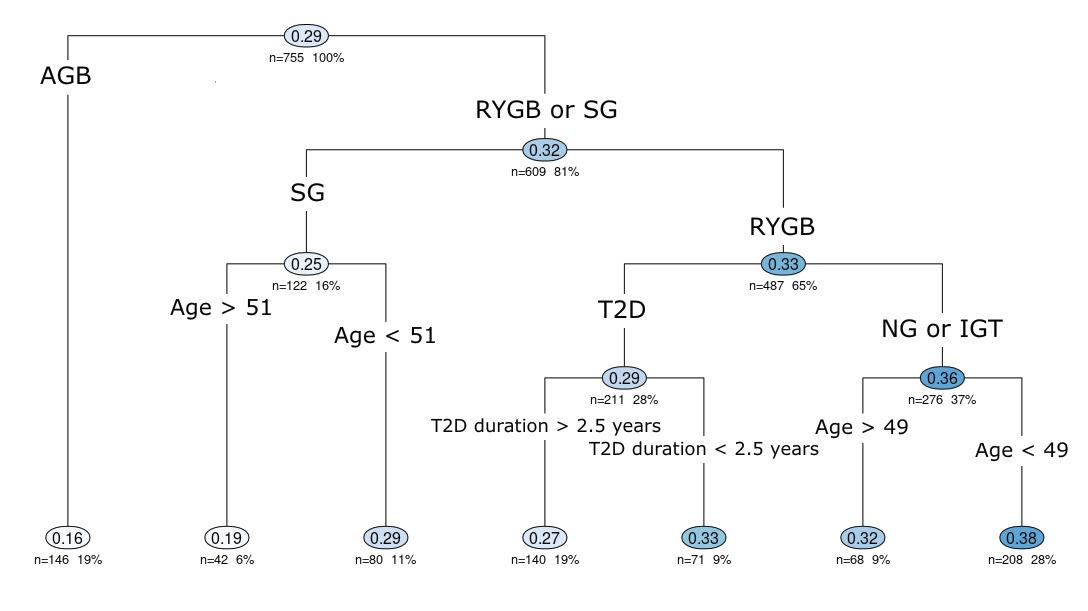 0.29
n=755 100%
AGB
RYGB or SG
0.32
n=609 81%
SG
RYGB
0.25
n=122 16%
0.33
n=487 65%
Age > 51
Age < 51
T2D
NG or IGT
0.29
n=211 28%
0.36
n=276 37%
T2D duration > 2.5 years
T2D duration < 2.5 years
Age > 49
Age < 49
0.16
n=146 19%
0.19
n=42 6%
0.29
n=80 11%
0.27
n=140 19%
0.33
n=71 9%
0.32
n=68 9%
0.38
n=208 28%